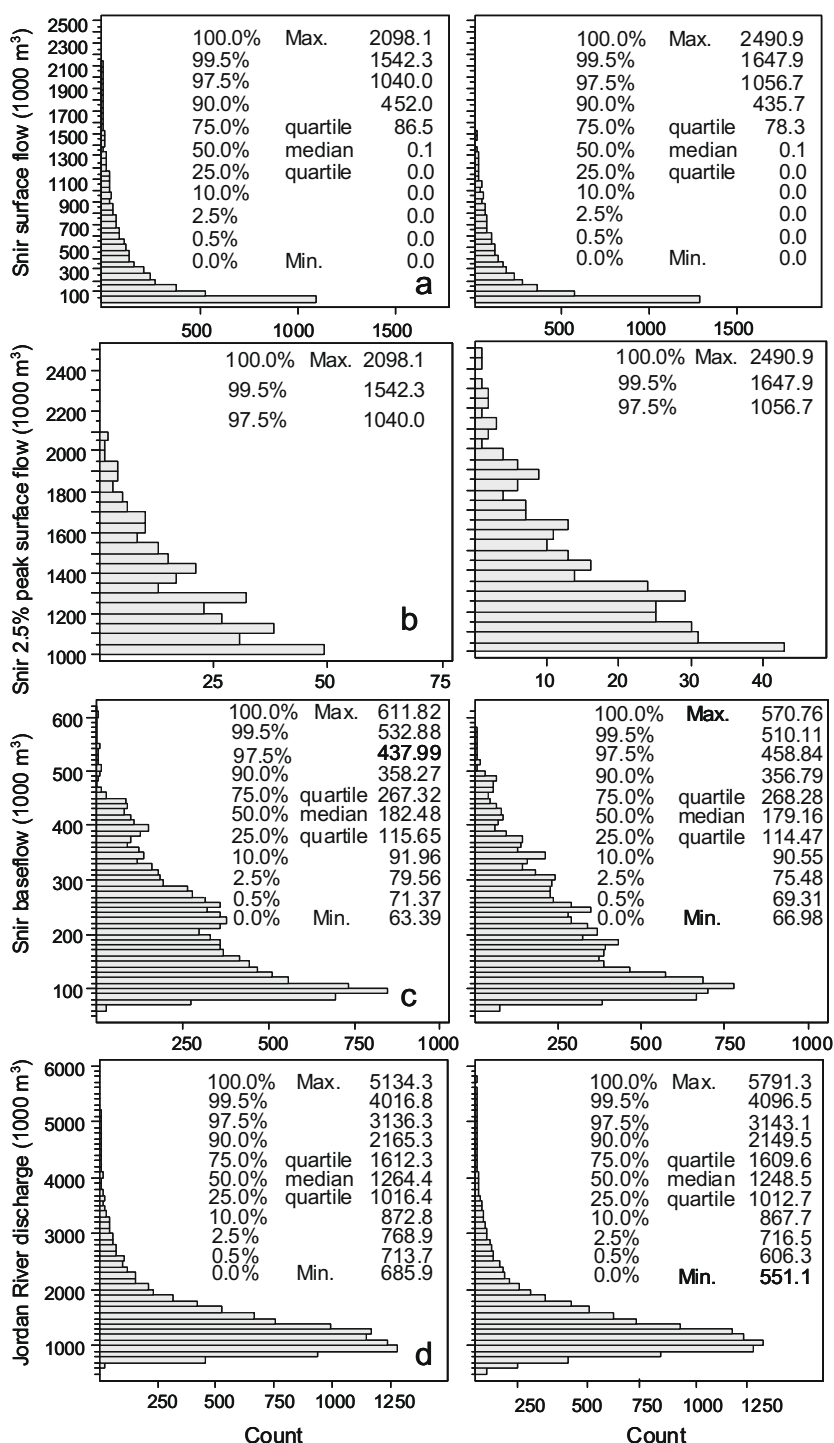 Snir surface flow (1000 m³)
2500
2300
2100
1900
1700
1500
1300
1100
900
700
500
300
100
100.0% Max. 2098.1
99.5% 1542.3
97.5% 1040.0
90.0% 452.0
75.0% quartile 86.5
50.0% median 0.1
25.0% quartile 0.0
10.0% 0.0
2.5% 0.0
0.5% 0.0
0.0% Min. 0.0
a
500 1000 1500
100.0% Max. 2490.9
99.5% 1647.9
97.5% 1056.7
90.0% 435.7
75.0% quartile 78.3
50.0% median 0.1
25.0% quartile 0.0
10.0% 0.0
2.5% 0.0
0.5% 0.0
0.0% Min. 0.0
500 1000 1500
Snir 2.5% peak surface flow (1000 m³)
2400
2200
2000
1800
1600
1400
1200
1000
100.0% Max. 2098.1
99.5% 1542.3
97.5% 1040.0
b
25 50 75
100.0% Max. 2490.9
99.5% 1647.9
97.5% 1056.7
10 20 30 40
Snir baseflow (1000 m³)
600
500
400
300
200
100
100.0% Max. 611.82
99.5% 532.88
97.5% 437.99
90.0% 358.27
75.0% quartile 267.32
50.0% median 182.48
25.0% quartile 115.65
10.0% 91.96
2.5% 79.56
0.5% 71.37
0.0% Min. 63.39
c
250 500 750 1000
100.0% Max. 570.76
99.5% 510.11
97.5% 458.84
90.0% 356.79
75.0% quartile 268.28
50.0% median 179.16
25.0% quartile 114.47
10.0% 90.55
2.5% 75.48
0.5% 69.31
0.0% Min. 66.98
250 500 750 1000
Jordan River discharge (1000 m³)
6000
5000
4000
3000
2000
1000
100.0% Max. 5134.3
99.5% 4016.8
97.5% 3136.3
90.0% 2165.3
75.0% quartile 1612.3
50.0% median 1264.4
25.0% quartile 1016.4
10.0% 872.8
2.5% 768.9
0.5% 713.7
0.0% Min. 685.9
d
250 500 750 1000 1250
Count
100.0% Max. 5791.3
99.5% 4096.5
97.5% 3143.1
90.0% 2149.5
75.0% quartile 1609.6
50.0% median 1248.5
25.0% quartile 1012.7
10.0% 867.7
2.5% 716.5
0.5% 606.3
0.0% Min. 551.1
250 500 750 1000 1250
Count